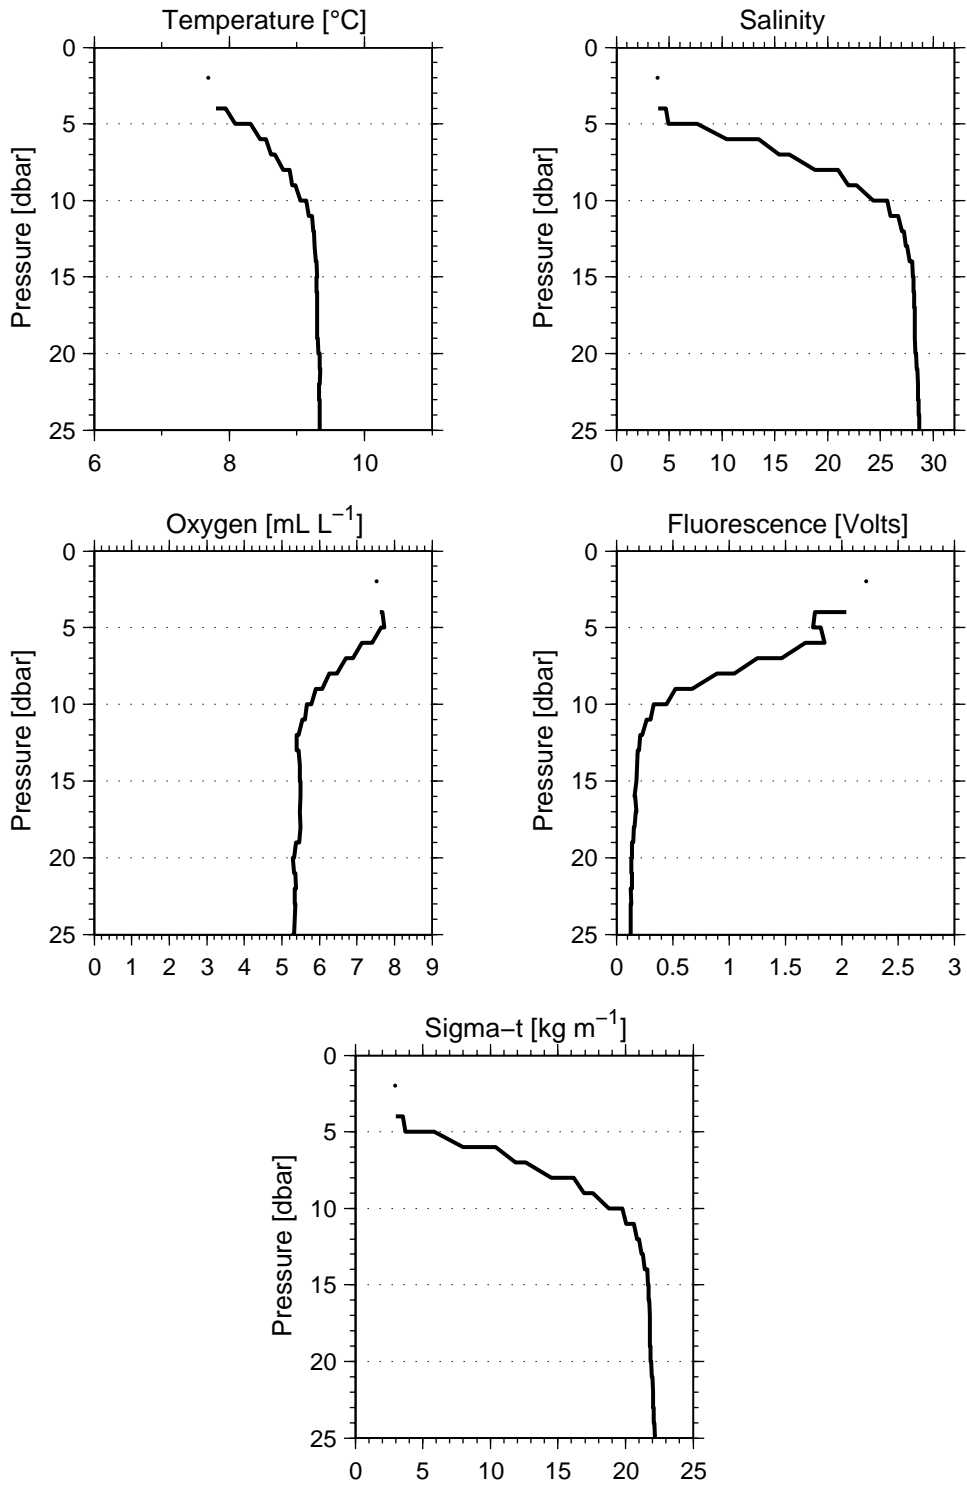 Temperature [°C]
0
5
10
15
20
25
Pressure [dbar]
6 8 10
Salinity
0
5
10
15
20
25
Pressure [dbar]
0 5 10 15 20 25 30
Oxygen [mL L⁻¹]
0
5
10
15
20
25
Pressure [dbar]
0 1 2 3 4 5 6 7 8 9
Fluorescence [Volts]
0
5
10
15
20
25
Pressure [dbar]
0 0.5 1 1.5 2 2.5 3
Sigma−t [kg m⁻¹]
0
5
10
15
20
25
Pressure [dbar]
0 5 10 15 20 25